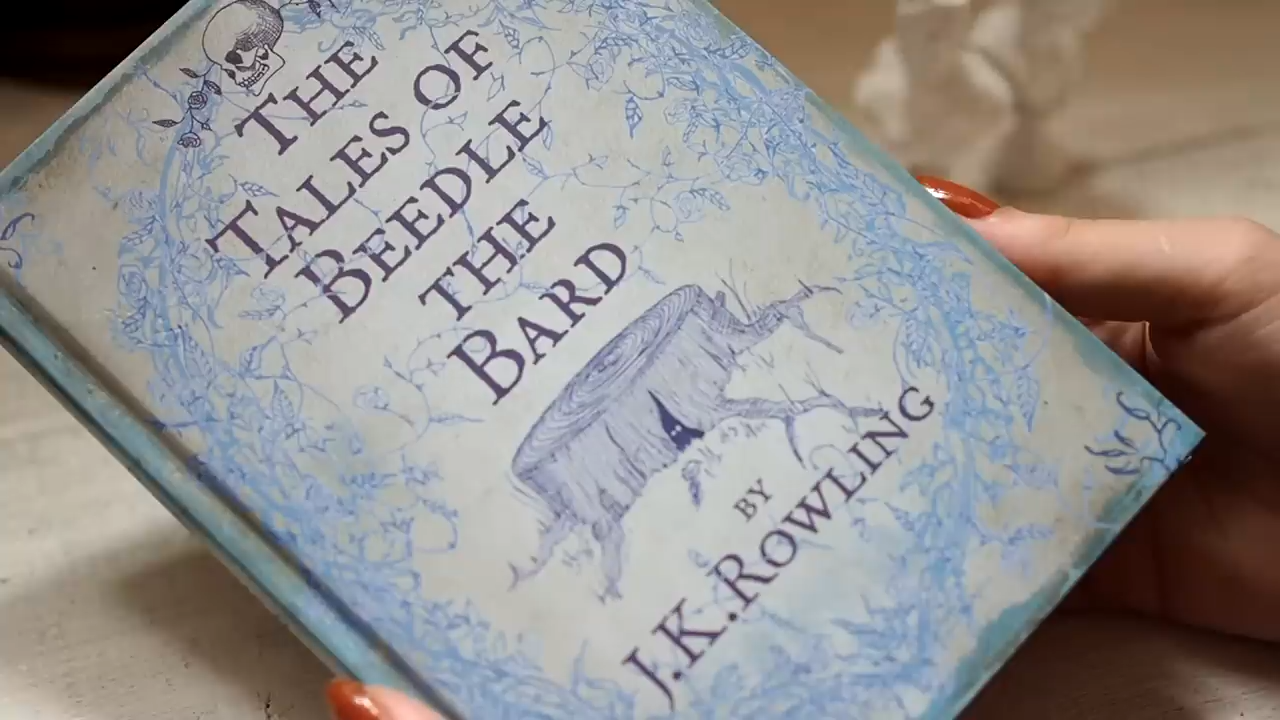 THE
TALES OF
BEEDLE
THE
BARD
BY
J.K.ROWLING